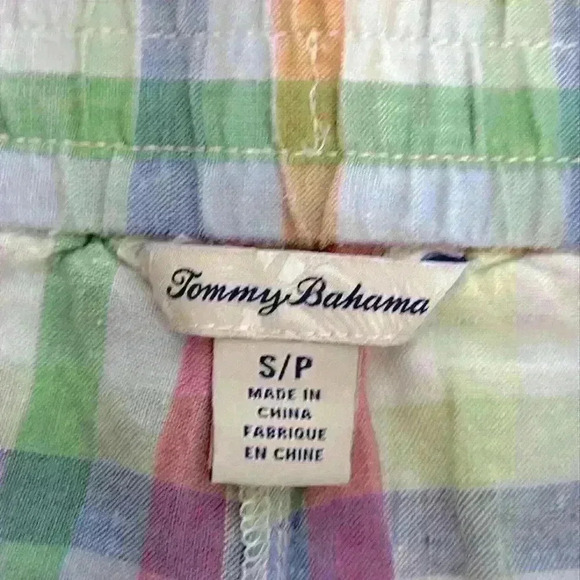 Tommy Bahama
S/P
MADE IN
CHINA
FABRIQUE
EN CHINE